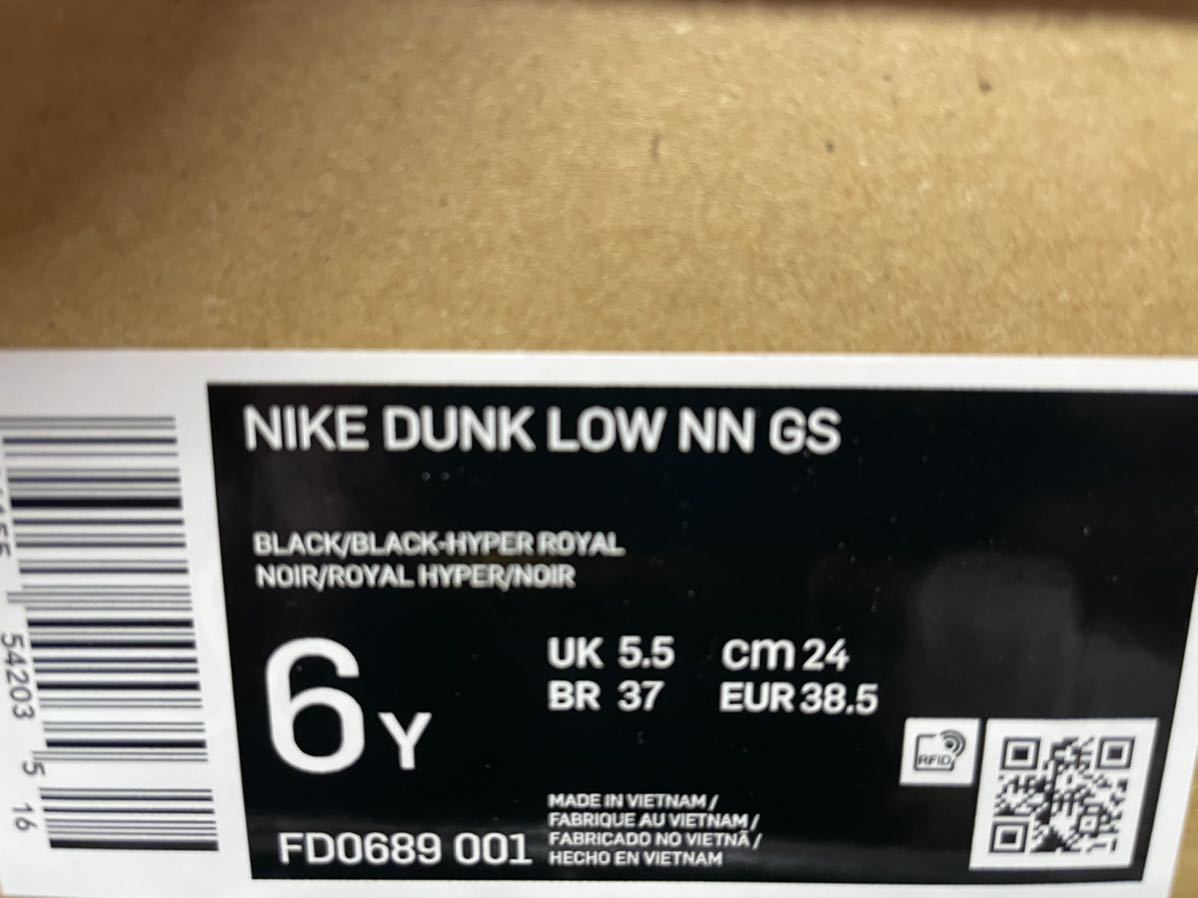 NIKE DUNK LOW NN GS
BLACK/BLACK-HYPER ROYAL
NOIR/ROYAL HYPER/NOIR
6Y
UK 5.5 cm 24
BR 37 EUR 38.5
FD0689 001
MADE IN VIETNAM /
FABRIQUE AU VIETNAM /
FABRICADO NO VIETNÃ /
HECHO EN VIETNAM
RFID
54203 5 16